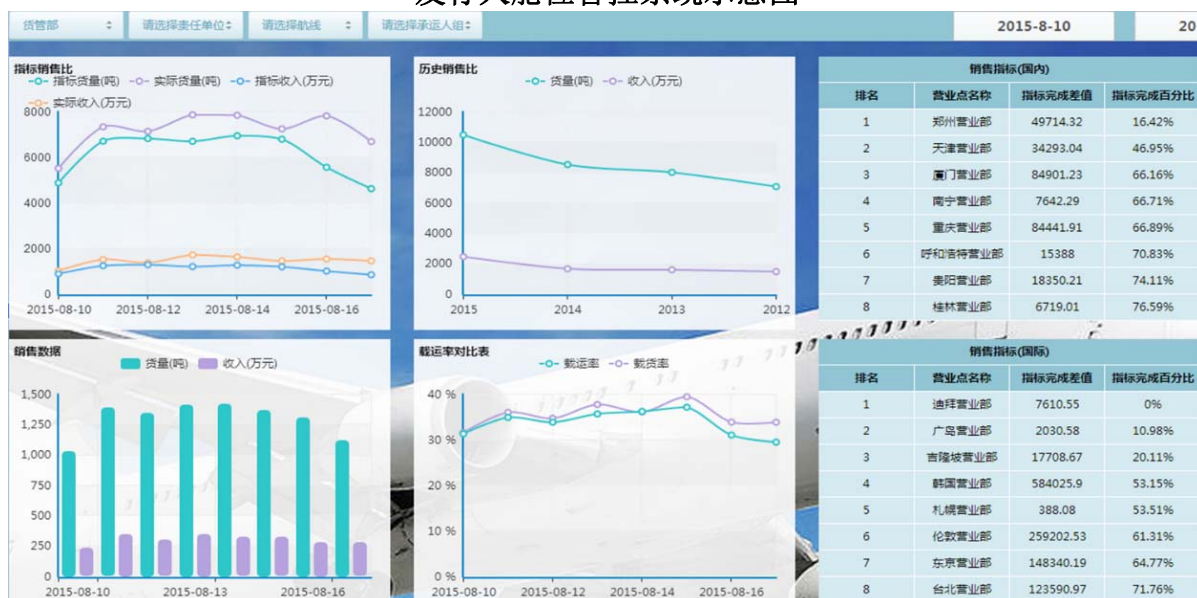 货管部
请选择责任单位
请选择航线
请选择承运人组
2015-8-10
20
指标销售比
指标货量(吨) 实际货量(吨) 指标收入(万元)
实际收入(万元)
8000
6000
4000
2000
0
2015-08-10 2015-08-12 2015-08-14 2015-08-16
历史销售比
货量(吨) 收入(万元)
12000
10000
8000
6000
4000
2000
0
2015 2014 2013 2012
销售指标(国内)
排名 营业点名称 指标完成差值 指标完成百分比
1 郑州营业部 49714.32 16.42%
2 天津营业部 34293.04 46.95%
3 厦门营业部 84901.23 66.16%
4 南宁营业部 7642.29 66.71%
5 重庆营业部 84441.91 66.89%
6 呼和浩特营业部 15388 70.83%
7 贵阳营业部 18350.21 74.11%
8 桂林营业部 6719.01 76.59%
销售数据
货量(吨) 收入(万元)
1,500
1,250
1,000
750
500
250
0
2015-08-10 2015-08-13 2015-08-16
载运率对比表
载运率 载货率
40 %
30 %
20 %
10 %
0 %
2015-08-10 2015-08-12 2015-08-14 2015-08-16
销售指标(国际)
排名 营业点名称 指标完成差值 指标完成百分比
1 迪拜营业部 7610.55 0%
2 广岛营业部 2030.58 10.98%
3 吉隆坡营业部 17708.67 20.11%
4 韩国营业部 584025.9 53.15%
5 札幌营业部 388.08 53.51%
6 伦敦营业部 259202.53 61.31%
7 东京营业部 148340.19 64.77%
8 台北营业部 123590.97 71.76%